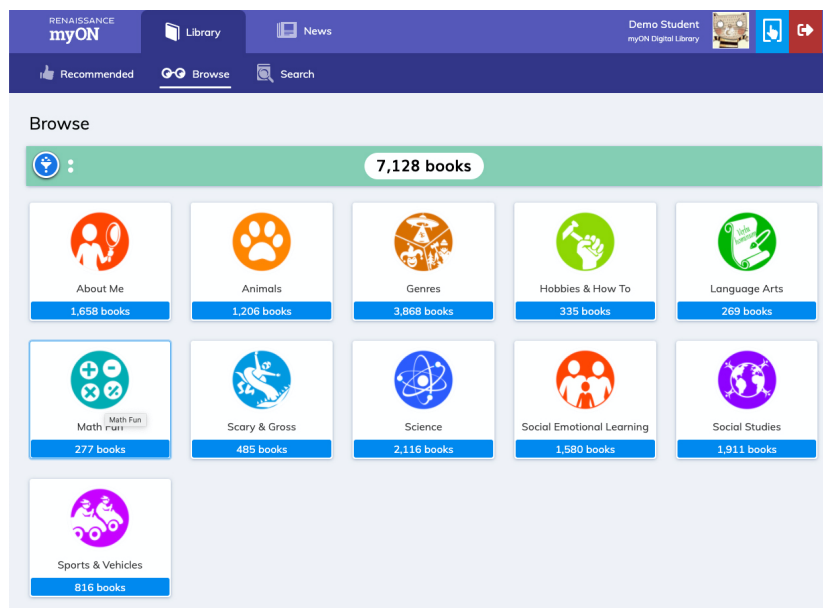 RENAISSANCE
myON
Library
News
Demo Student
myON Digital Library
Recommended
Browse
Search
Browse
7,128 books
About Me
1,658 books
Animals
1,206 books
Genres
3,868 books
Hobbies & How To
335 books
Verbs
Language Arts
269 books
Math Fun
Math Fun
277 books
Scary & Gross
485 books
Science
2,116 books
Social Emotional Learning
1,580 books
Social Studies
1,911 books
Sports & Vehicles
816 books